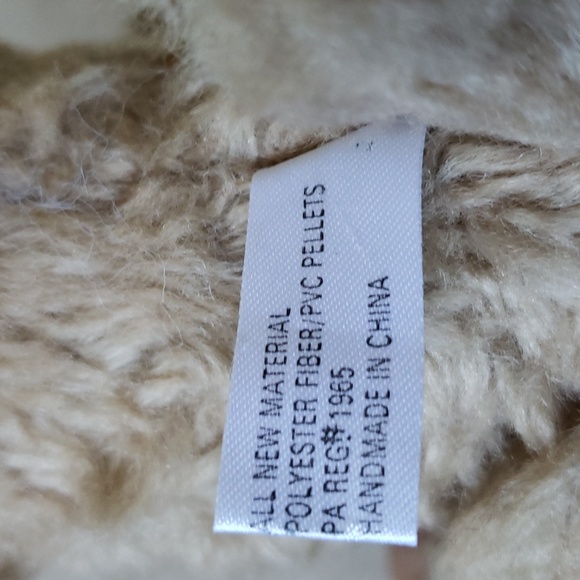 ALL NEW MATERIAL
POLYESTER FIBER/PVC PELLETS
PA REG# 1965
HANDMADE IN CHINA